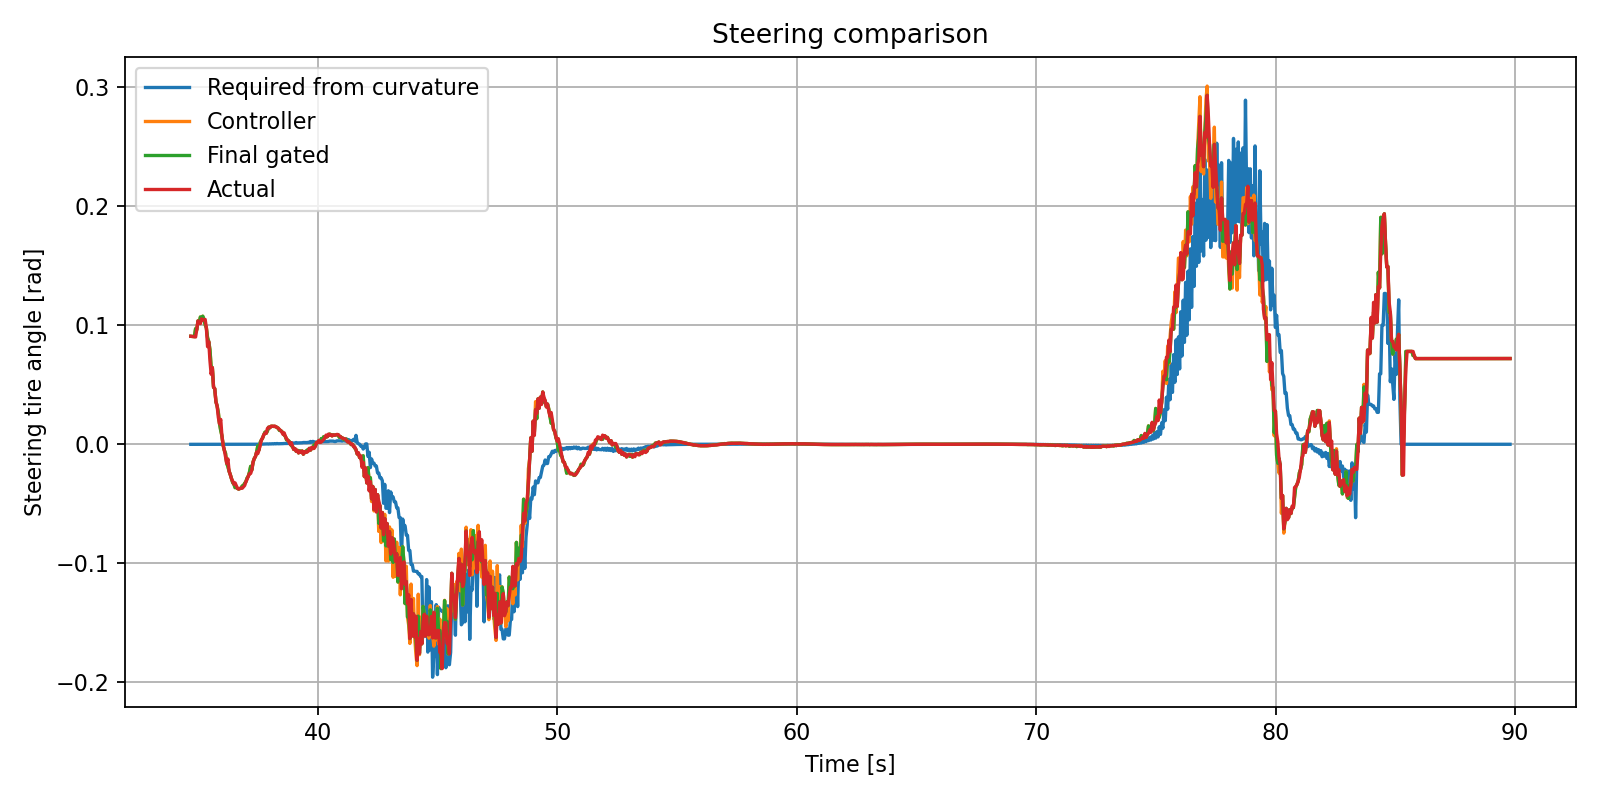 Steering comparison
Required from curvature
Controller
Final gated
Actual
Steering tire angle [rad]
0.3
0.2
0.1
0.0
−0.1
−0.2
40
50
60
70
80
90
Time [s]